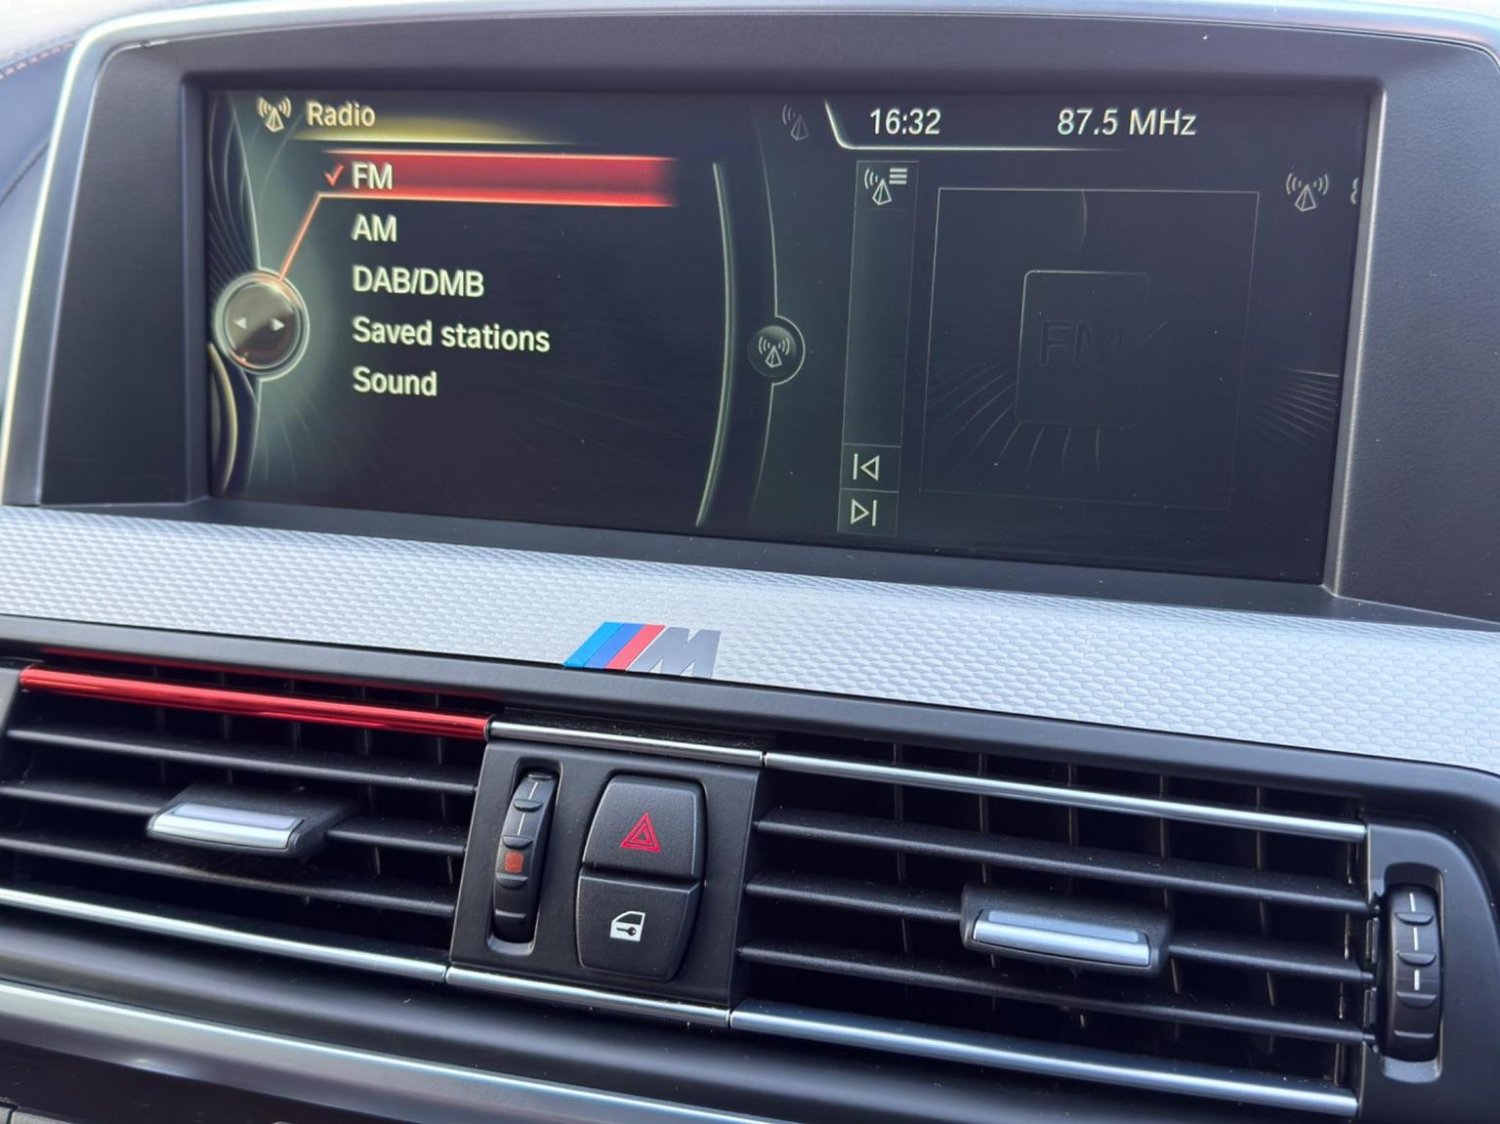 Radio
16:32
87.5 MHz
FM
AM
DAB/DMB
Saved stations
Sound
FM
M